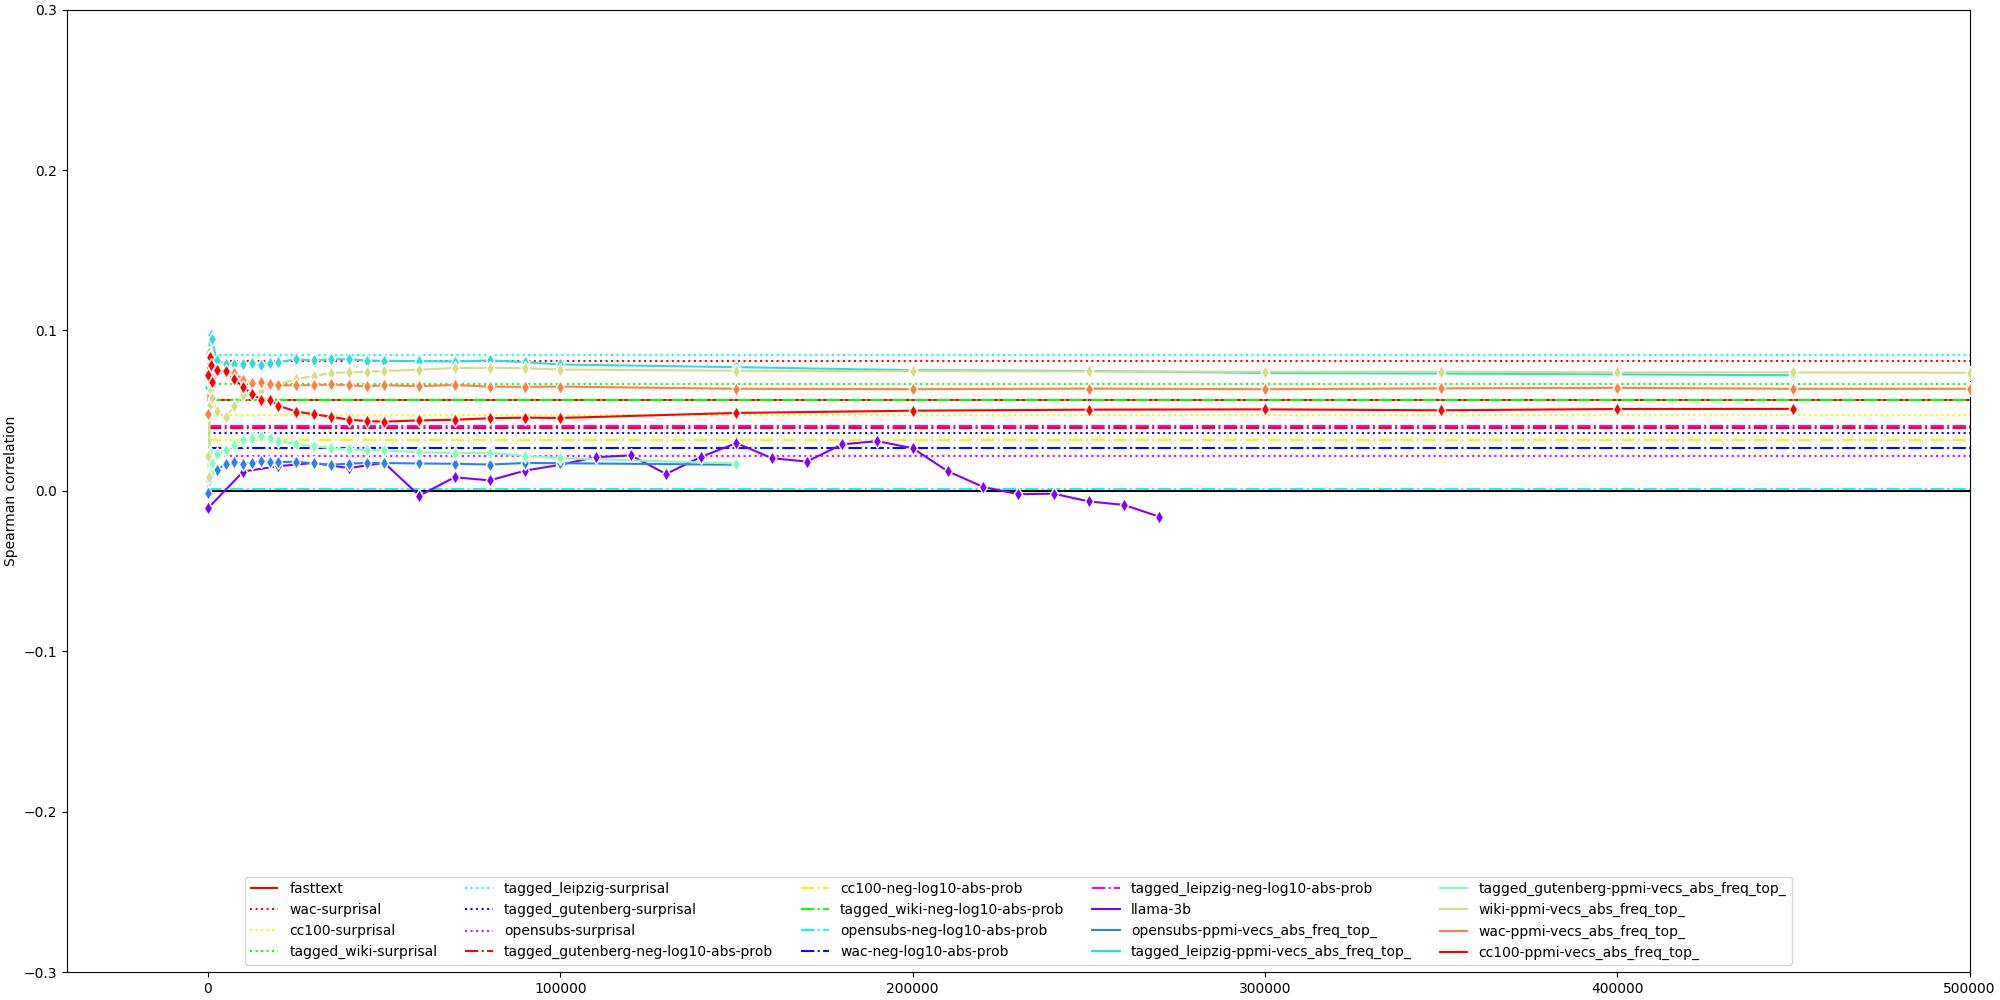 0.3
0.2
0.1
0.0
−0.1
−0.2
−0.3
Spearman correlation
fasttext
wac-surprisal
cc100-surprisal
tagged_wiki-surprisal
tagged_leipzig-surprisal
tagged_gutenberg-surprisal
opensubs-surprisal
tagged_gutenberg-neg-log10-abs-prob
cc100-neg-log10-abs-prob
tagged_wiki-neg-log10-abs-prob
opensubs-neg-log10-abs-prob
wac-neg-log10-abs-prob
tagged_leipzig-neg-log10-abs-prob
llama-3b
opensubs-ppmi-vecs_abs_freq_top_
tagged_leipzig-ppmi-vecs_abs_freq_top_
tagged_gutenberg-ppmi-vecs_abs_freq_top_
wiki-ppmi-vecs_abs_freq_top_
wac-ppmi-vecs_abs_freq_top_
cc100-ppmi-vecs_abs_freq_top_
0 100000 200000 300000 400000 500000